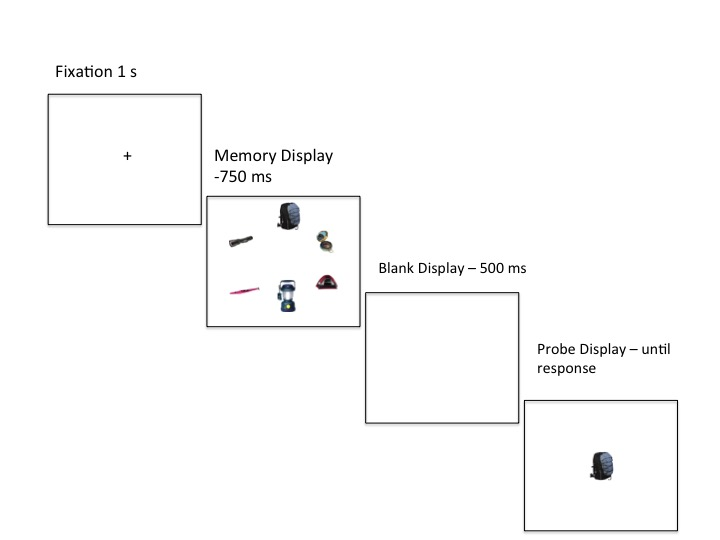 Fixation 1 s
+
Memory Display
-750 ms
Blank Display – 500 ms
Probe Display – until
response